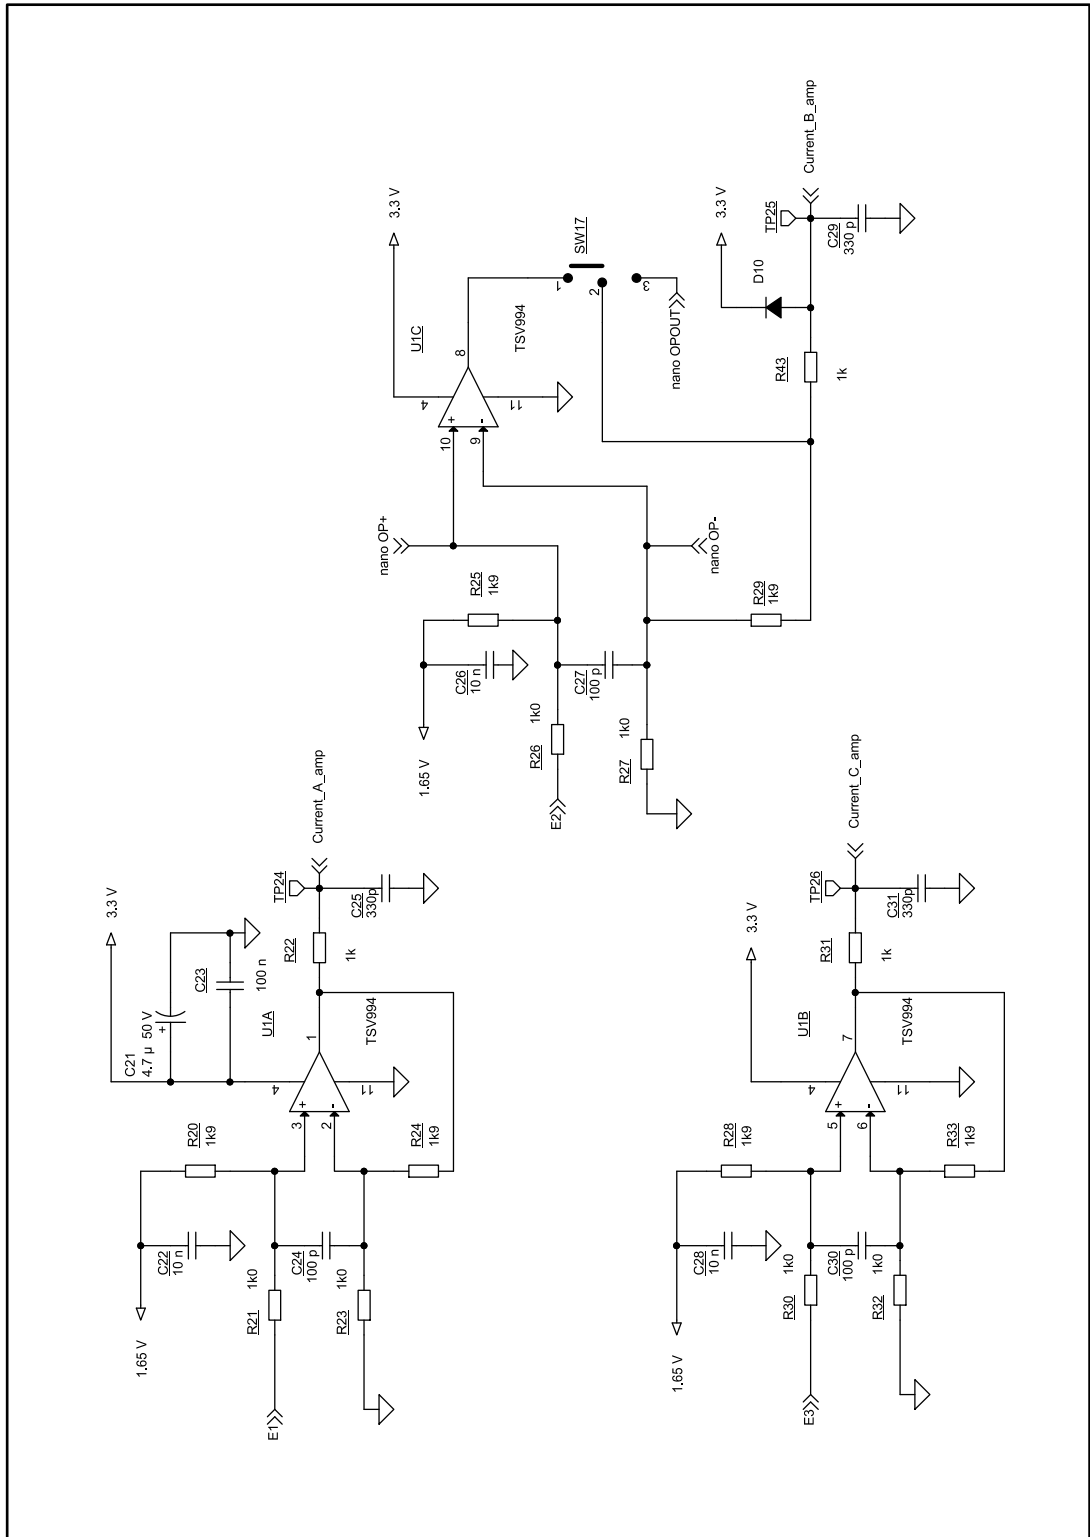 1.65 V
C22
10 n
R20
1k9
E1
R21
1k0
C24
100 p
R23
1k0
R24
1k9
C21
4.7 µ 50 V
+
C23
100 n
3.3 V
U1A
TSV994
3
+
2
-
4
11
1
R22
1k
TP24
C25
330p
Current_A_amp
1.65 V
C28
10 n
R28
1k9
E3
R30
1k0
C30
100 p
R32
1k0
R33
1k9
3.3 V
U1B
TSV994
5
+
6
-
4
11
7
R31
1k
TP26
C31
330p
Current_C_amp
1.65 V
C26
10 n
R25
1k9
nano OP+
E2
R26
1k0
C27
100 p
R27
1k0
nano OP-
R29
1k9
3.3 V
U1C
TSV994
10
+
9
-
4
11
8
SW17
1
2
3
nano OPOUT
R43
1k
3.3 V
D10
TP25
C29
330 p
Current_B_amp